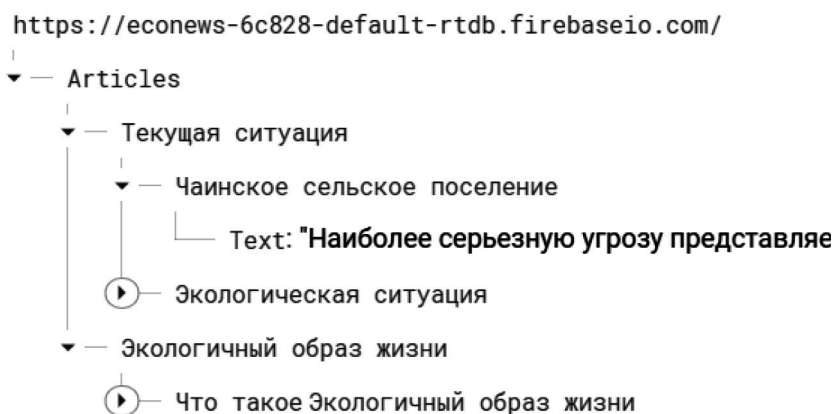 https://econews-6c828-default-rtdb.firebaseio.com/
Articles
Текущая ситуация
Чаинское сельское поселение
Text: "Наиболее серьезную угрозу представляе
Экологическая ситуация
Экологичный образ жизни
Что такое Экологичный образ жизни